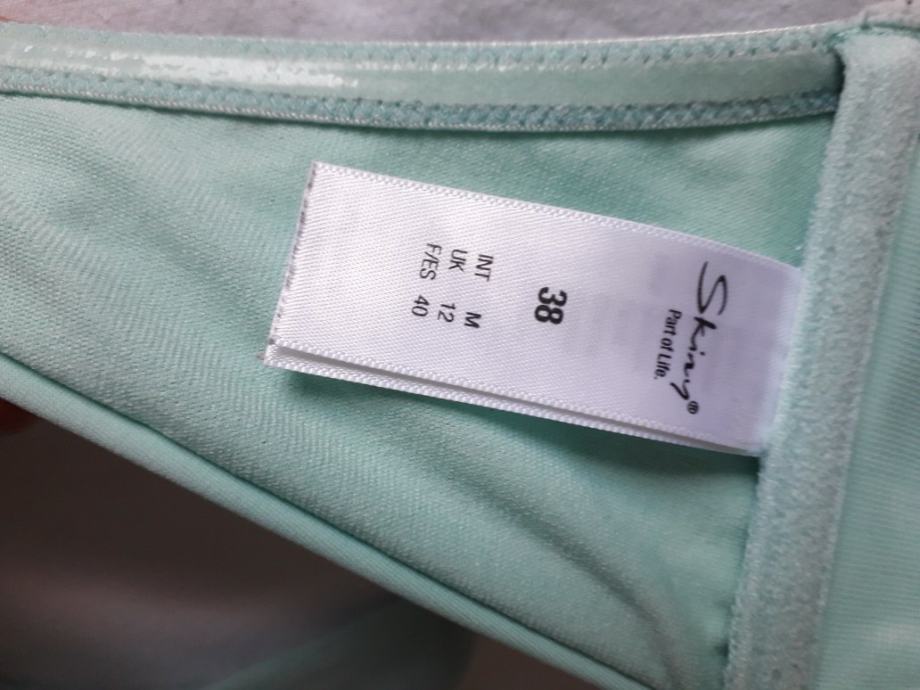 Skiny®
Part of Life.
38
INT M
UK 12
F/ES 40